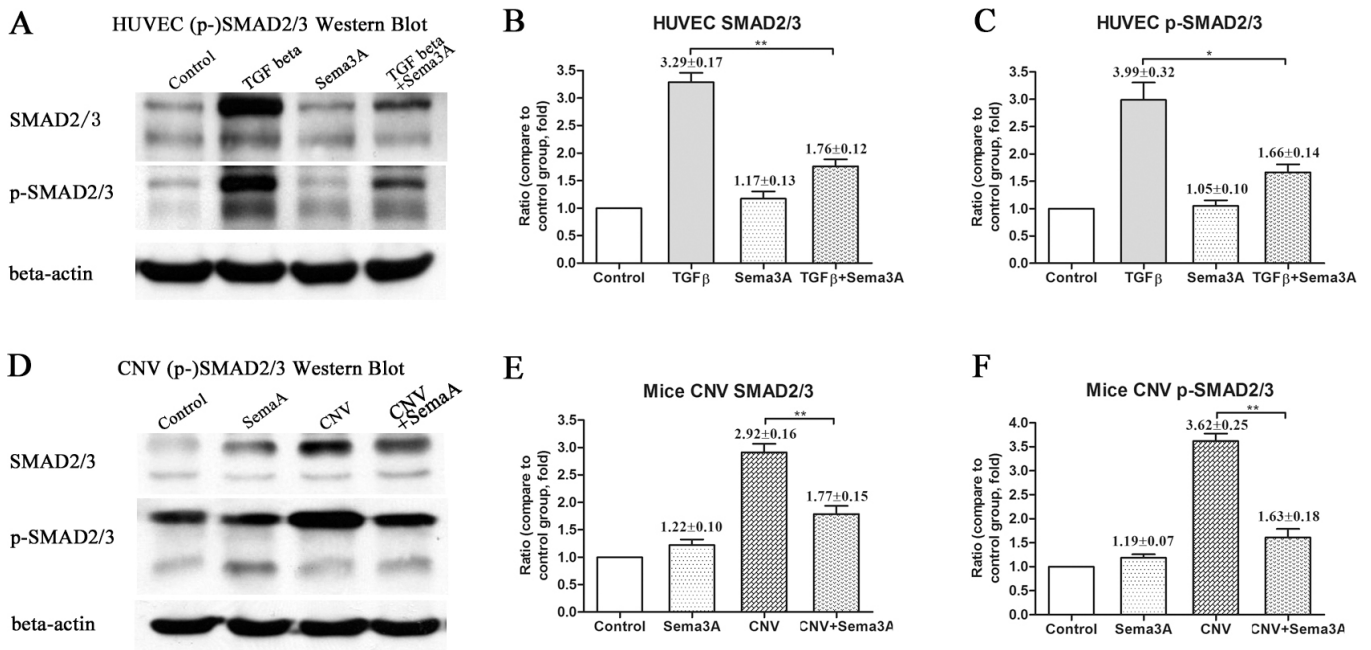 A
HUVEC (p-)SMAD2/3 Western Blot
Control
TGF beta
Sema3A
TGF beta
+Sema3A
SMAD2/3
p-SMAD2/3
beta-actin
B
HUVEC SMAD2/3
**
Ratio (compare to
control group, fold)
3.5
3.0
2.5
2.0
1.5
1.0
0.5
0.0
3.29±0.17
1.17±0.13
1.76±0.12
Control
TGFβ
Sema3A
TGFβ+Sema3A
C
HUVEC p-SMAD2/3
*
Ratio (compare to
control group, fold)
3.5
3.0
2.5
2.0
1.5
1.0
0.5
0.0
3.99±0.32
1.05±0.10
1.66±0.14
Control
TGFβ
Sema3A
TGFβ+Sema3A
D
CNV (p-)SMAD2/3 Western Blot
Control
SemaA
CNV
CNV
+SemaA
SMAD2/3
p-SMAD2/3
beta-actin
E
Mice CNV SMAD2/3
**
Ratio (compare to
control group, fold)
3.5
3.0
2.5
2.0
1.5
1.0
0.5
0.0
1.22±0.10
2.92±0.16
1.77±0.15
Control
Sema3A
CNV
CNV+Sema3A
F
Mice CNV p-SMAD2/3
**
Ratio (compare to
control group, fold)
4.0
3.5
3.0
2.5
2.0
1.5
1.0
0.5
0.0
1.19±0.07
3.62±0.25
1.63±0.18
Control
Sema3A
CNV
CNV+Sema3A